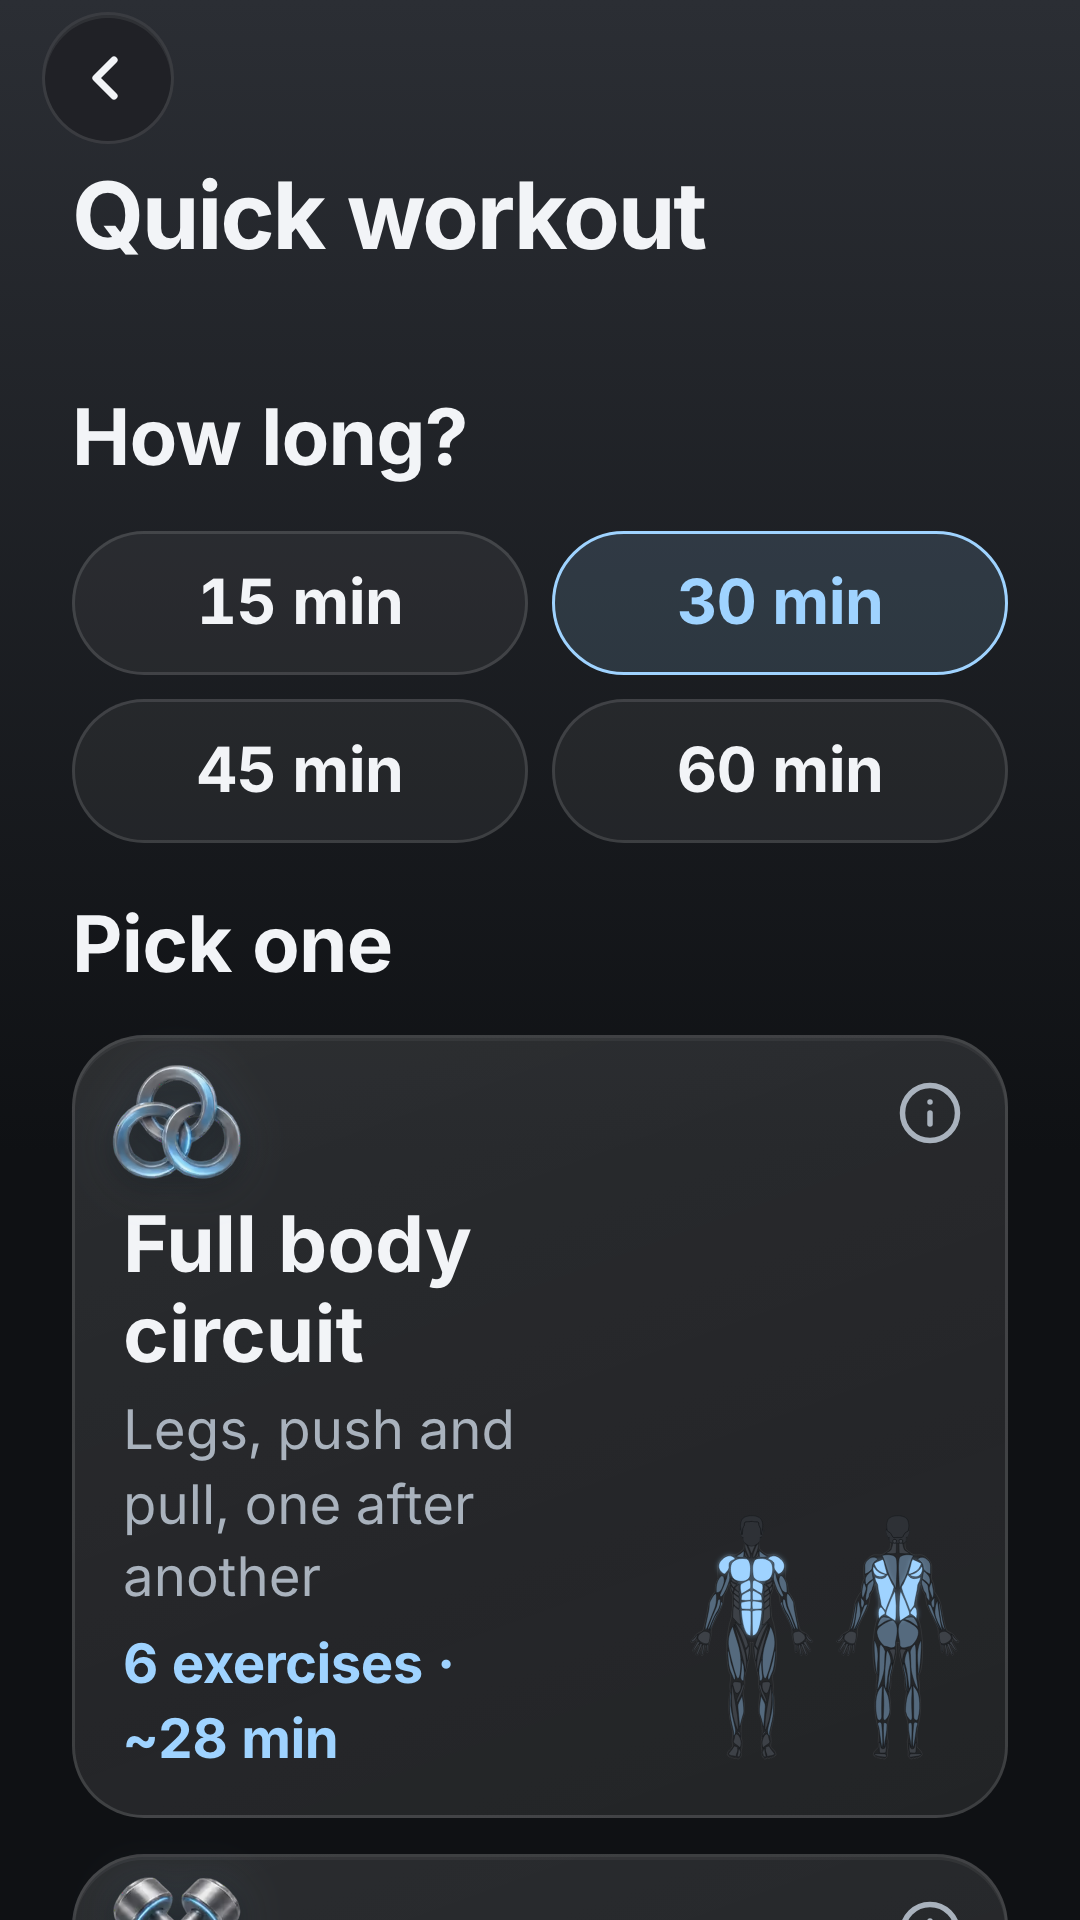 Quick workout
How long?
15 min
30 min
45 min
60 min
Pick one
Full body
circuit
Legs, push and
pull, one after
another
6 exercises ·
~28 min